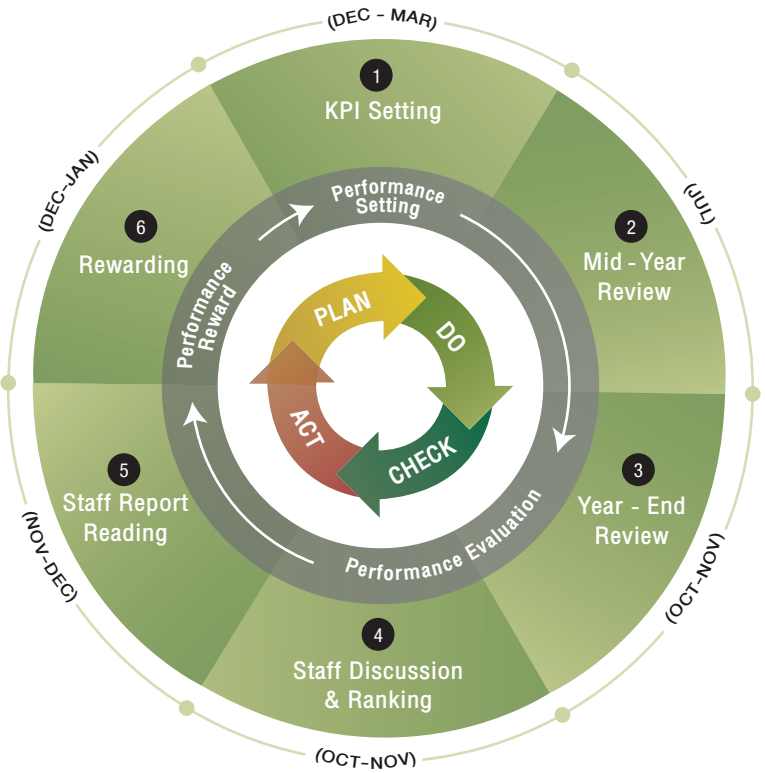 (DEC - MAR)
1
KPI Setting
(JUL)
2
Mid - Year
Review
(OCT-NOV)
3
Year - End
Review
(OCT-NOV)
4
Staff Discussion
& Ranking
(NOV-DEC)
5
Staff Report
Reading
(DEC-JAN)
6
Rewarding
Performance
Setting
Performance Evaluation
Performance
Reward
PLAN
DO
CHECK
ACT